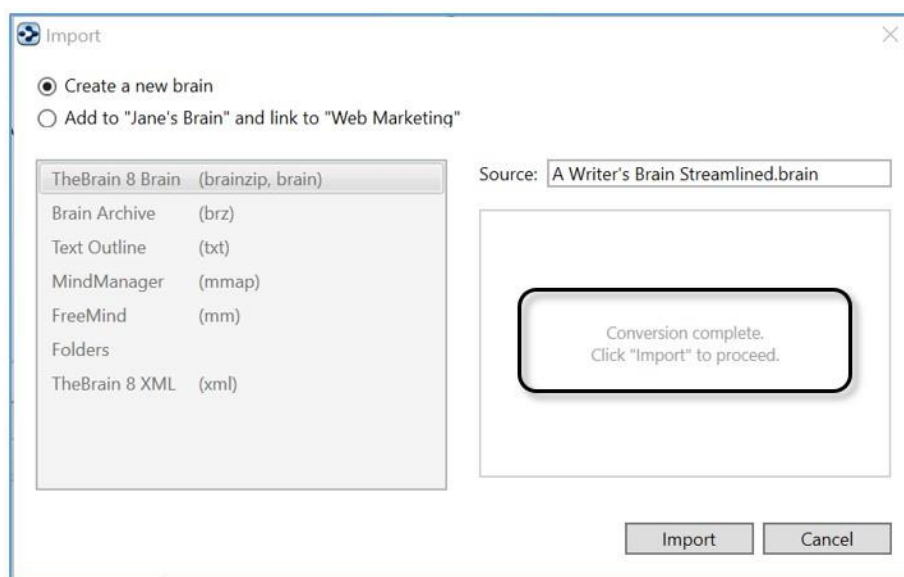 Import
Create a new brain
Add to "Jane's Brain" and link to "Web Marketing"
TheBrain 8 Brain (brainzip, brain)
Brain Archive (brz)
Text Outline (txt)
MindManager (mmap)
FreeMind (mm)
Folders
TheBrain 8 XML (xml)
Source: A Writer's Brain Streamlined.brain
Conversion complete.
Click "Import" to proceed.
Import Cancel